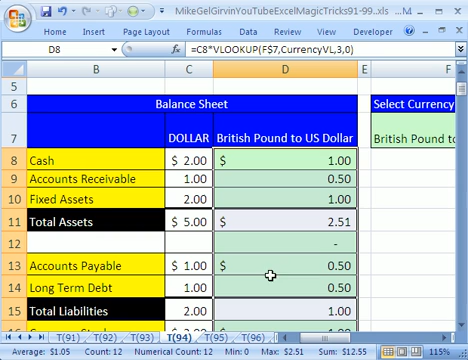 MikeGelGirvinYouTubeExcelMagicTricks91-99...xls
Home Insert Page Layout Formulas Data Review View Developer
D8 fx =C8*VLOOKUP(F$7,CurrencyVL,3,0)
B C D E F
5
6 Balance Sheet Select Currency
7 DOLLAR British Pound to US Dollar British Pound to
8 Cash $ 2.00 $ 1.00
9 Accounts Receivable 1.00 0.50
10 Fixed Assets 2.00 1.00
11 Total Assets $ 5.00 $ 2.51
12 -
13 Accounts Payable $ 1.00 $ 0.50
14 Long Term Debt 1.00 0.50
15 Total Liabilities 2.00 1.00
T(91) T(92) T(93) T(94) T(95) T(96)
Average: $1.05 Count: 12 Numerical Count: 12 Min: 0 Max: $2.51 Sum: $12.55 115%